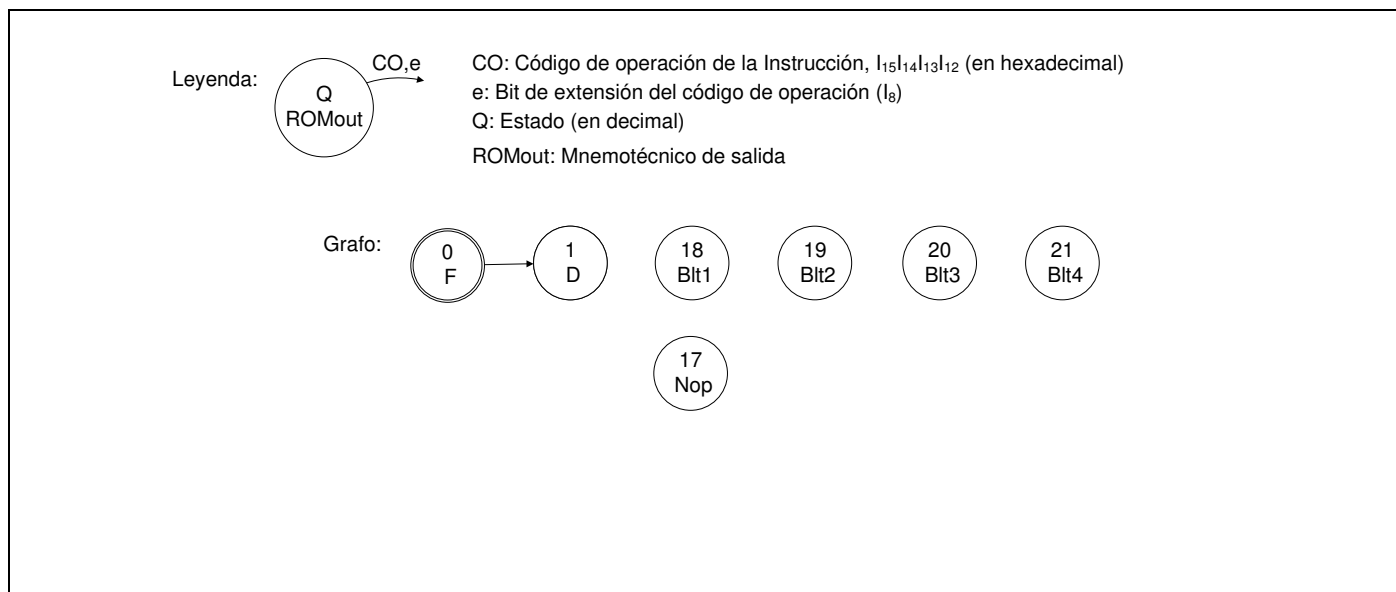 Leyenda:
Q
ROMout
CO,e
CO: Código de operación de la Instrucción, I₁₅I₁₄I₁₃I₁₂ (en hexadecimal)
e: Bit de extensión del código de operación (I₈)
Q: Estado (en decimal)
ROMout: Mnemotécnico de salida
Grafo:
0
F
1
D
18
Blt1
19
Blt2
20
Blt3
21
Blt4
17
Nop